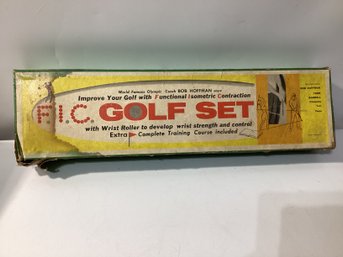 World Famous Olympic Coach BOB HOFFMAN
Improve Your Golf with Functional Isometric Contraction
F.I.C. GOLF SET
with Wrist Roller to develop wrist strength and control
Extra Complete Training Course included